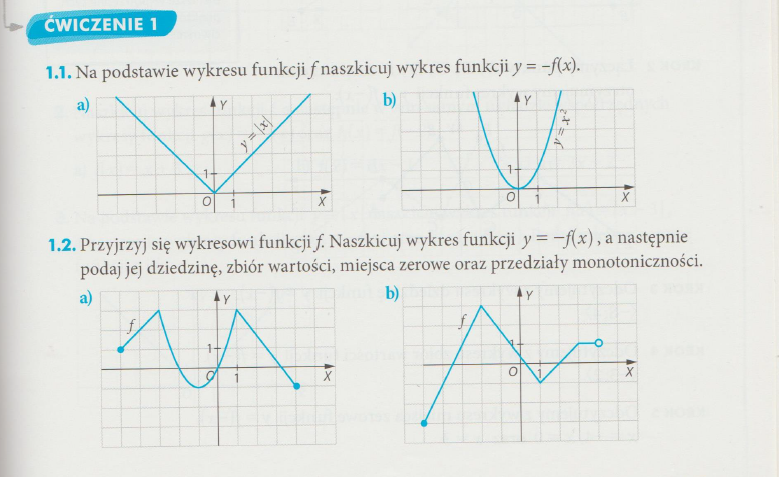 ĆWICZENIE 1
1.1. Na podstawie wykresu funkcji f naszkicuj wykres funkcji y = –f(x).
a)
Y
y = |x|
1
O
1
X
b)
Y
y = x²
1
O
1
X
1.2. Przyjrzyj się wykresowi funkcji f. Naszkicuj wykres funkcji y = –f(x), a następnie
podaj jej dziedzinę, zbiór wartości, miejsca zerowe oraz przedziały monotoniczności.
a)
Y
f
1
O
1
X
b)
Y
f
1
O
1
X